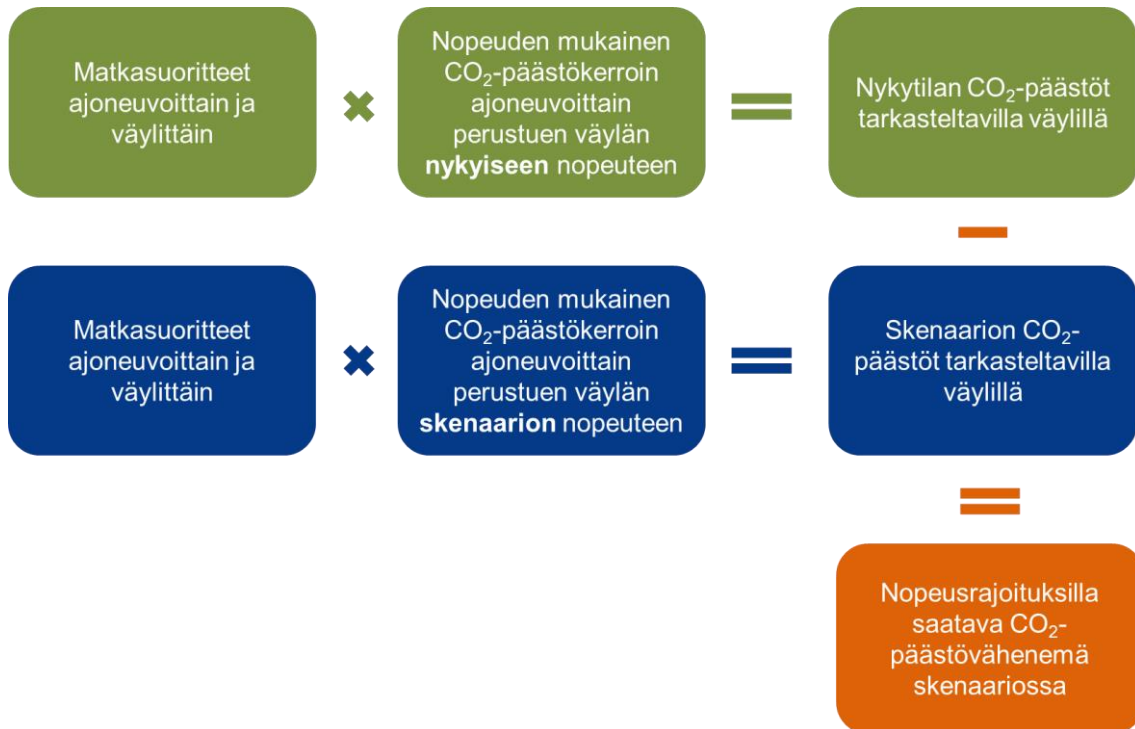 Matkasuoritteet
ajoneuvoittain ja
väylittäin
×
Nopeuden mukainen
CO₂-päästökerroin
ajoneuvoittain
perustuen väylän
nykyiseen nopeuteen
=
Nykytilan CO₂-päästöt
tarkasteltavilla väylillä
−
Matkasuoritteet
ajoneuvoittain ja
väylittäin
×
Nopeuden mukainen
CO₂-päästökerroin
ajoneuvoittain
perustuen väylän
skenaarion nopeuteen
=
Skenaarion CO₂-
päästöt tarkasteltavilla
väylillä
=
Nopeusrajoituksilla
saatava CO₂-
päästövähenemä
skenaariossa